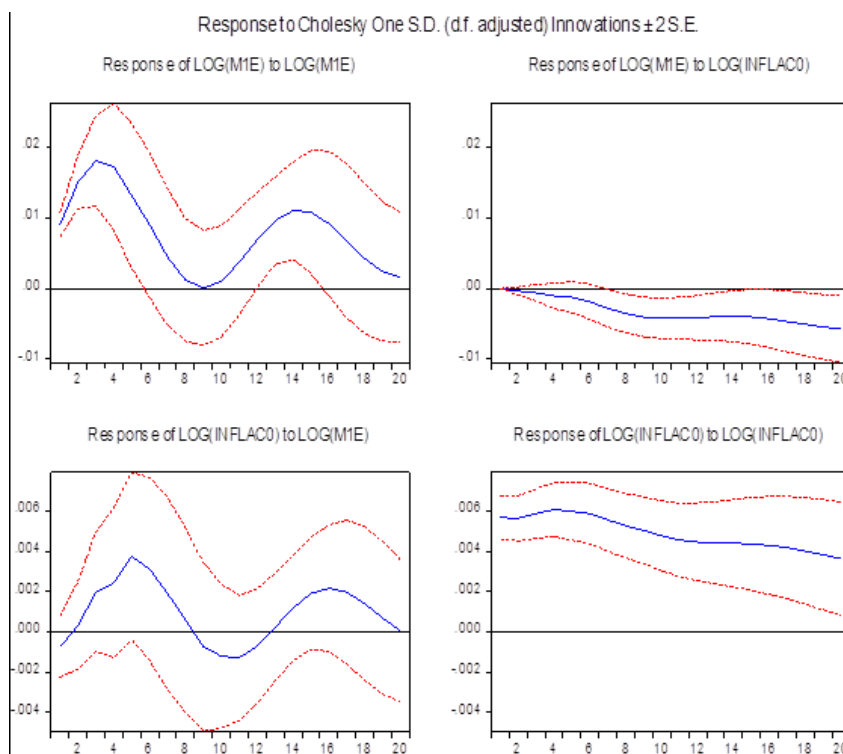 Response to Cholesky One S.D. (d.f. adjusted) Innovations ± 2 S.E.
Response of LOG(M1E) to LOG(M1E)
.02
.01
.00
-.01
2 4 6 8 10 12 14 16 18 20
Response of LOG(M1E) to LOG(INFLAC0)
.02
.01
.00
-.01
2 4 6 8 10 12 14 16 18 20
Response of LOG(INFLAC0) to LOG(M1E)
.006
.004
.002
.000
-.002
-.004
2 4 6 8 10 12 14 16 18 20
Response of LOG(INFLAC0) to LOG(INFLAC0)
.006
.004
.002
.000
-.002
-.004
2 4 6 8 10 12 14 16 18 20